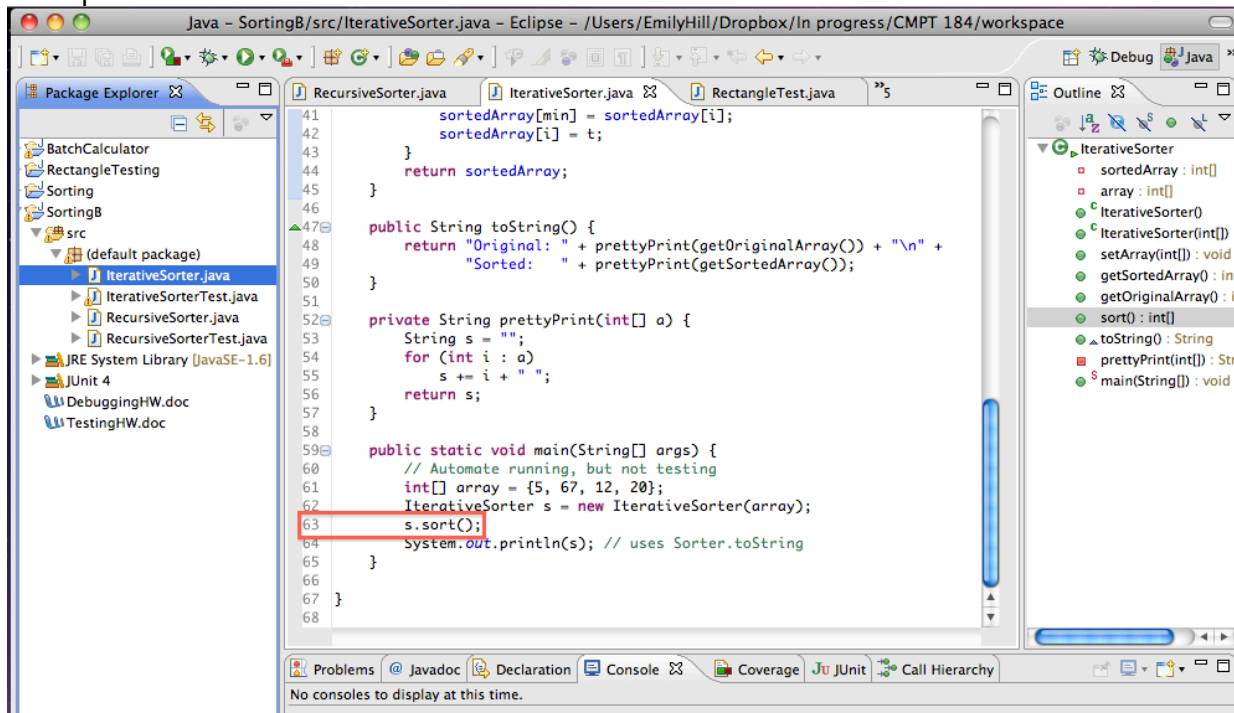 Java - SortingB/src/IterativeSorter.java - Eclipse - /Users/EmilyHill/Dropbox/In progress/CMPT 184/workspace
Debug Java »
Package Explorer
BatchCalculator
RectangleTesting
Sorting
SortingB
src
(default package)
IterativeSorter.java
IterativeSorterTest.java
RecursiveSorter.java
RecursiveSorterTest.java
JRE System Library [JavaSE-1.6]
JUnit 4
DebuggingHW.doc
TestingHW.doc
RecursiveSorter.java IterativeSorter.java RectangleTest.java »5
41 sortedArray[min] = sortedArray[i];
42 sortedArray[i] = t;
43 }
44 return sortedArray;
45 }
46
47 public String toString() {
48 return "Original: " + prettyPrint(getOriginalArray()) + "\n" +
49 "Sorted:   " + prettyPrint(getSortedArray());
50 }
51
52 private String prettyPrint(int[] a) {
53 String s = "";
54 for (int i : a)
55 s += i + " ";
56 return s;
57 }
58
59 public static void main(String[] args) {
60 // Automate running, but not testing
61 int[] array = {5, 67, 12, 20};
62 IterativeSorter s = new IterativeSorter(array);
63 s.sort();
64 System.out.println(s); // uses Sorter.toString
65 }
66
67 }
68
Outline
IterativeSorter
sortedArray : int[]
array : int[]
IterativeSorter()
IterativeSorter(int[])
setArray(int[]) : void
getSortedArray() : in
getOriginalArray() : i
sort() : int[]
toString() : String
prettyPrint(int[]) : Str
main(String[]) : void
Problems @ Javadoc Declaration Console Coverage JUnit Call Hierarchy
No consoles to display at this time.